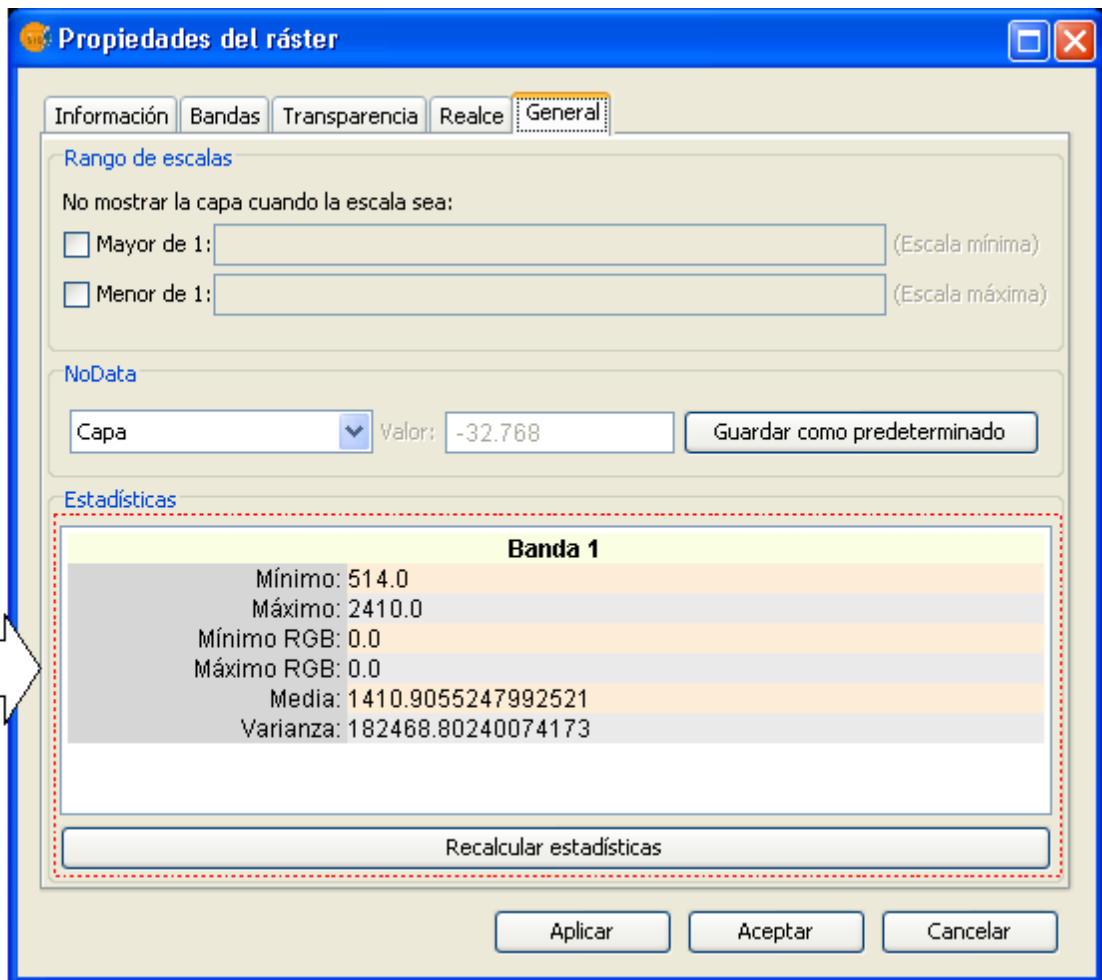 Propiedades del ráster
Información Bandas Transparencia Realce General
Rango de escalas
No mostrar la capa cuando la escala sea:
Mayor de 1: (Escala mínima)
Menor de 1: (Escala máxima)
NoData
Capa Valor: -32.768 Guardar como predeterminado
Estadísticas
Banda 1
Mínimo: 514.0
Máximo: 2410.0
Mínimo RGB: 0.0
Máximo RGB: 0.0
Media: 1410.9055247992521
Varianza: 182468.80240074173
Recalcular estadísticas
Aplicar Aceptar Cancelar